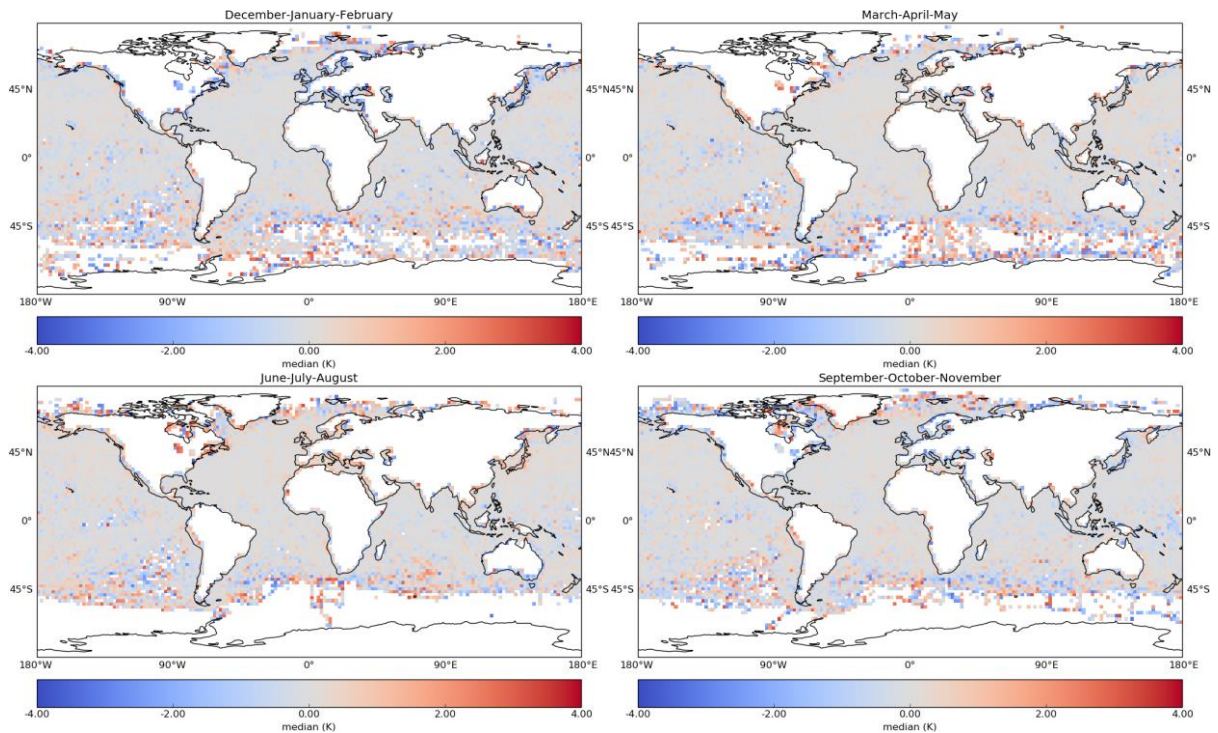 December-January-February
March-April-May
45°N
45°N
45°N
0°
0°
0°
45°S
45°S
45°S
180°W
90°W
0°
90°E
180°E
180°W
90°W
0°
90°E
180°E
-4.00
-2.00
0.00
2.00
4.00
-4.00
-2.00
0.00
2.00
4.00
median (K)
median (K)
June-July-August
September-October-November
45°N
45°N
45°N
0°
0°
0°
45°S
45°S
45°S
180°W
90°W
0°
90°E
180°E
180°W
90°W
0°
90°E
180°E
-4.00
-2.00
0.00
2.00
4.00
-4.00
-2.00
0.00
2.00
4.00
median (K)
median (K)